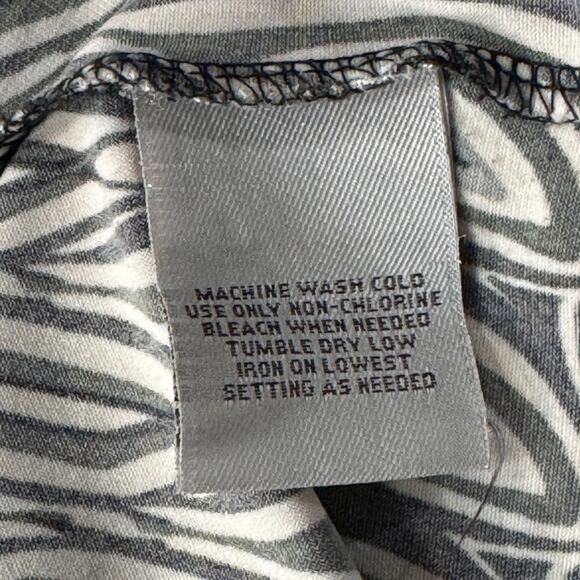 MACHINE WASH COLD
USE ONLY NON-CHLORINE
BLEACH WHEN NEEDED
TUMBLE DRY LOW
IRON ON LOWEST
SETTING AS NEEDED